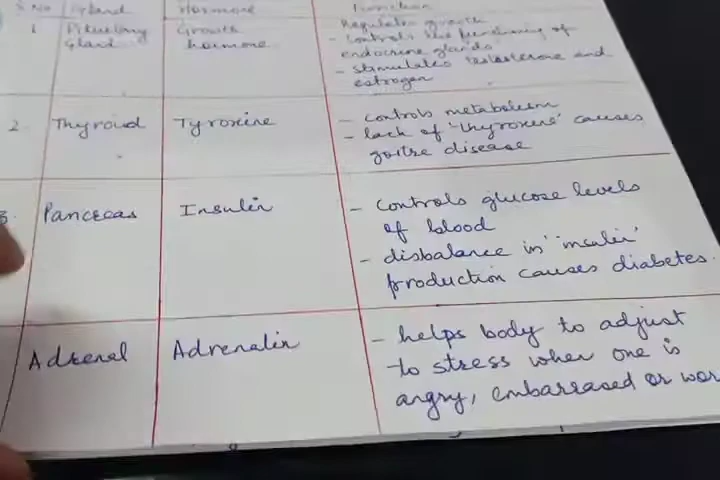 S.No Gland Hormone Function
1. Pituitary Gland Growth hormone Regulates growth
- controls the functioning of
endocrine glands
- stimulates testosterone and
estrogen
2. Thyroid Tyroxine - controls metabolism
- lack of 'thyroxine' causes
goitre disease
3. Pancreas Insulin - controls glucose levels
of blood
- disbalance in 'insulin'
production causes diabetes.
Adrenal Adrenalin - helps body to adjust
to stress when one is
angry, embareased or wor